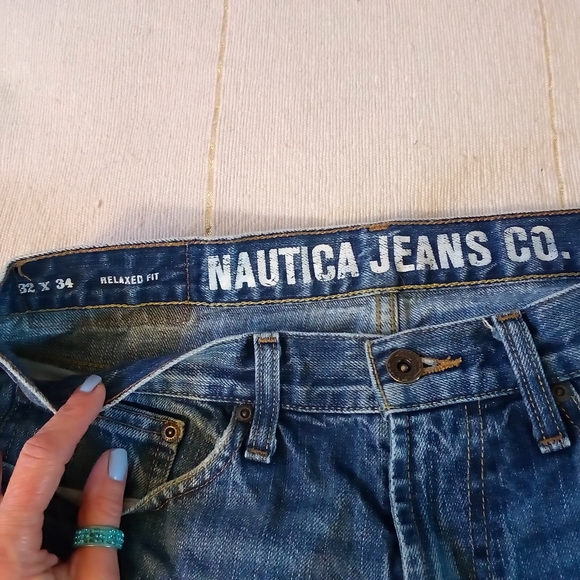 32 X 34 RELAXED FIT NAUTICA JEANS CO.